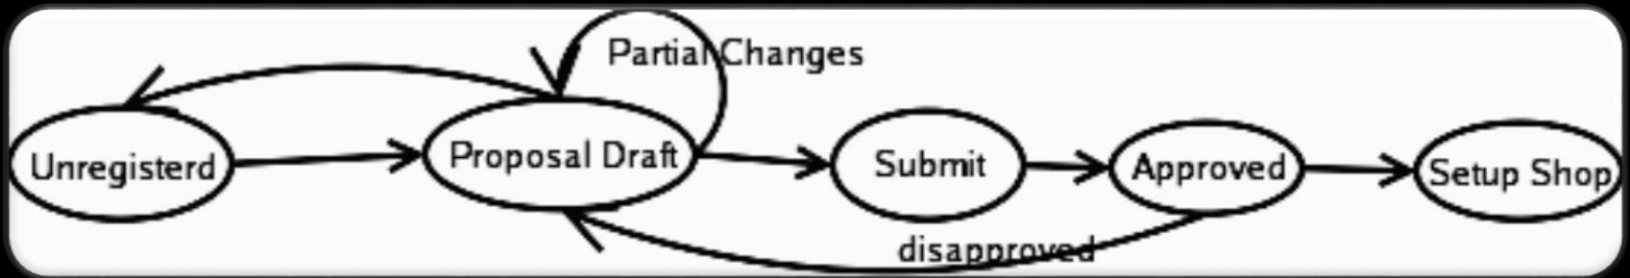 Partial Changes
Unregisterd
Proposal Draft
Submit
Approved
Setup Shop
disapproved